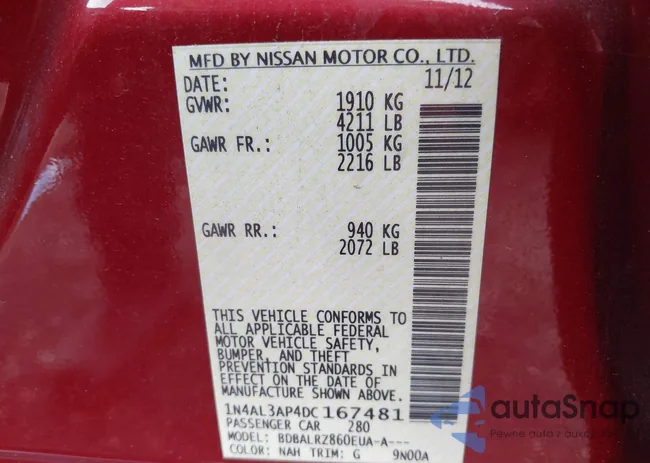 MFD BY NISSAN MOTOR CO., LTD.
DATE: 11/12
GVWR: 1910 KG
4211 LB
GAWR FR.: 1005 KG
2216 LB
GAWR RR.: 940 KG
2072 LB
THIS VEHICLE CONFORMS TO
ALL APPLICABLE FEDERAL
MOTOR VEHICLE SAFETY,
BUMPER, AND THEFT
PREVENTION STANDARDS IN
EFFECT ON THE DATE OF
MANUFACTURE SHOWN ABOVE.
1N4AL3AP4DC167481
PASSENGER CAR 280
MODEL: BDBALRZ860EUA-A---
COLOR: NAH TRIM: G 9N00A
autaSnap
Pewne auto z aukcji